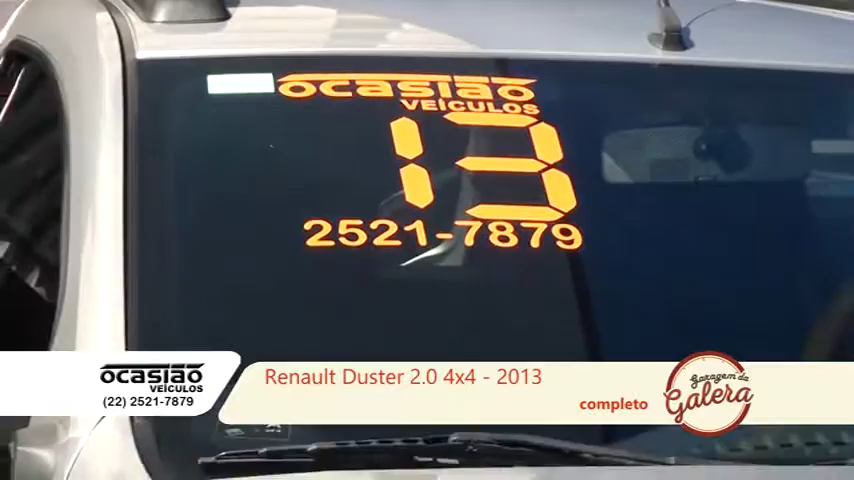 OCASIÃO
VEÍCULOS
13
2521-7879
OCASIÃO
VEÍCULOS
(22) 2521-7879
Renault Duster 2.0 4x4 - 2013
completo
Garagem da
Galera